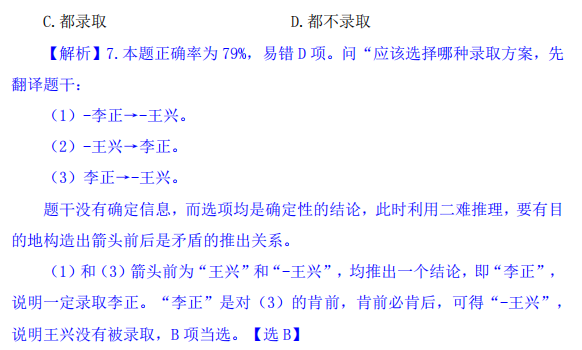 C.都录取 D.都不录取
【解析】7.本题正确率为 79%，易错 D 项。问“应该选择哪种录取方案，先
翻译题干：
（1）-李正→-王兴。
（2）-王兴→李正。
（3）李正→-王兴。
题干没有确定信息，而选项均是确定性的结论，此时利用二难推理，要有目
的地构造出箭头前后是矛盾的推出关系。
（1）和（3）箭头前为“王兴”和“-王兴”，均推出一个结论，即“李正”，
说明一定录取李正。“李正”是对（3）的肯前，肯前必肯后，可得“-王兴”，
说明王兴没有被录取，B 项当选。【选 B】